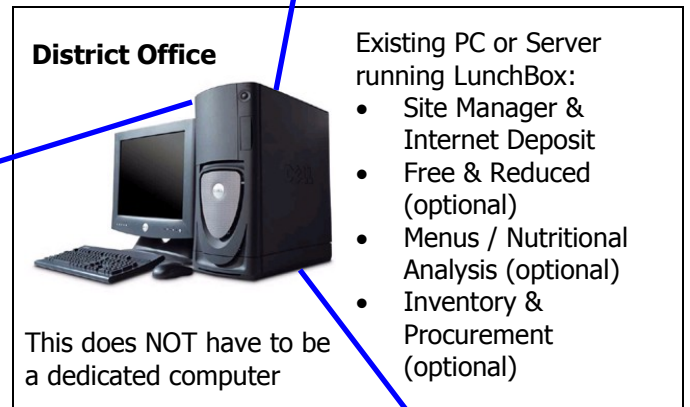 District Office
Existing PC or Server
running LunchBox:
• Site Manager &
Internet Deposit
• Free & Reduced
(optional)
• Menus / Nutritional
Analysis (optional)
• Inventory &
Procurement
(optional)
This does NOT have to be
a dedicated computer